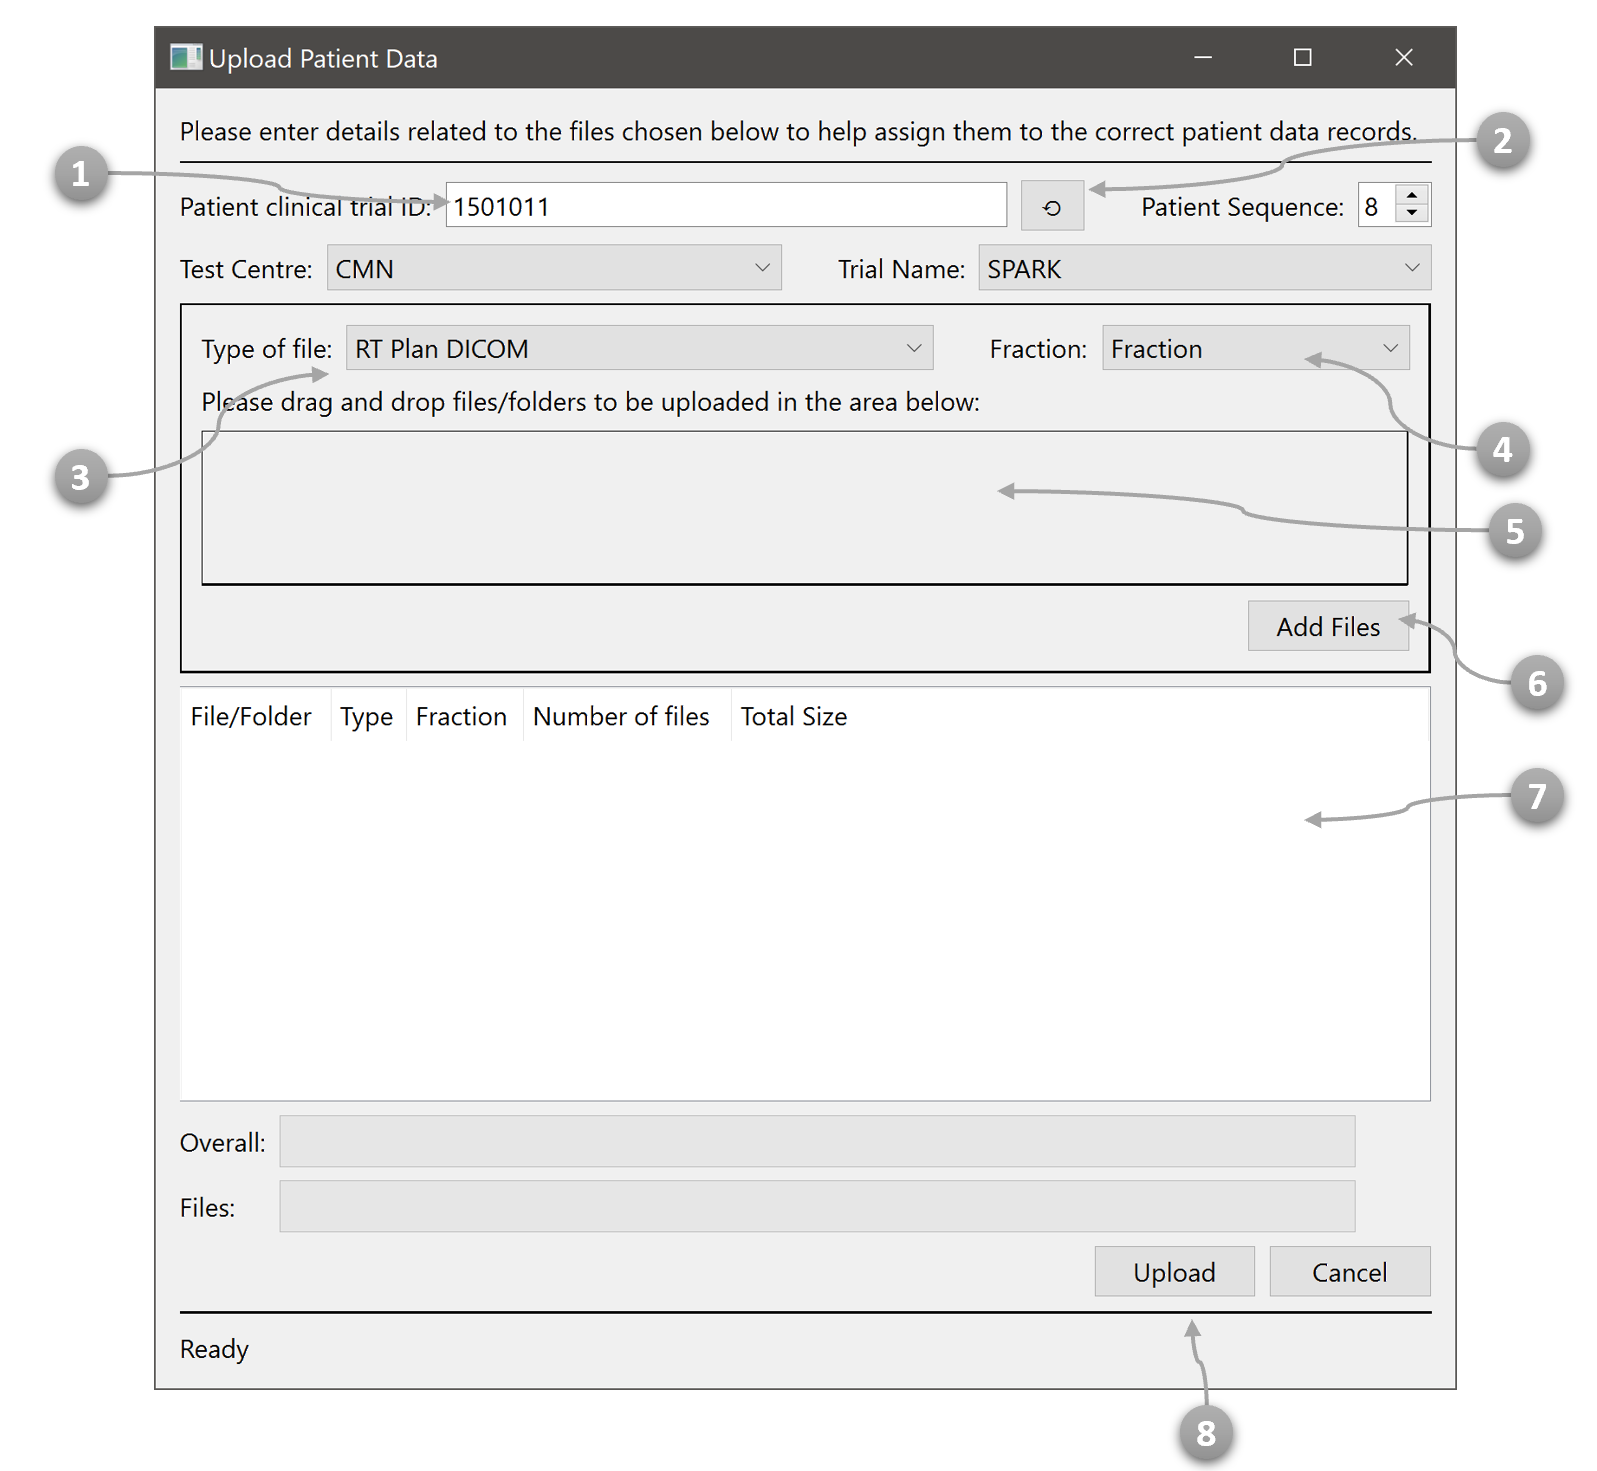 Upload Patient Data
Please enter details related to the files chosen below to help assign them to the correct patient data records.
1
2
Patient clinical trial ID: 1501011 Patient Sequence: 8
Test Centre: CMN Trial Name: SPARK
Type of file: RT Plan DICOM Fraction: Fraction
Please drag and drop files/folders to be uploaded in the area below:
3
4
5
Add Files
6
File/Folder Type Fraction Number of files Total Size
7
Overall:
Files:
Upload Cancel
Ready
8